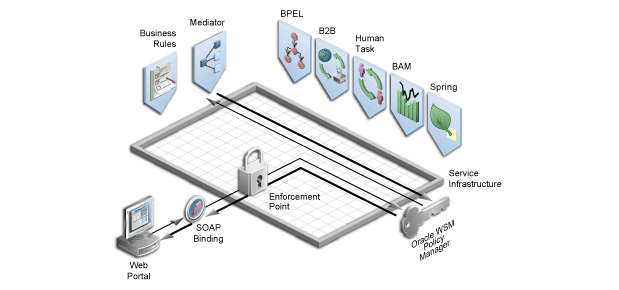 Business
Rules
Mediator
BPEL
B2B
Human
Task
BAM
Spring
Service
Infrastructure
Enforcement
Point
SOAP
Binding
Web
Portal
Oracle WSM
Policy
Manager